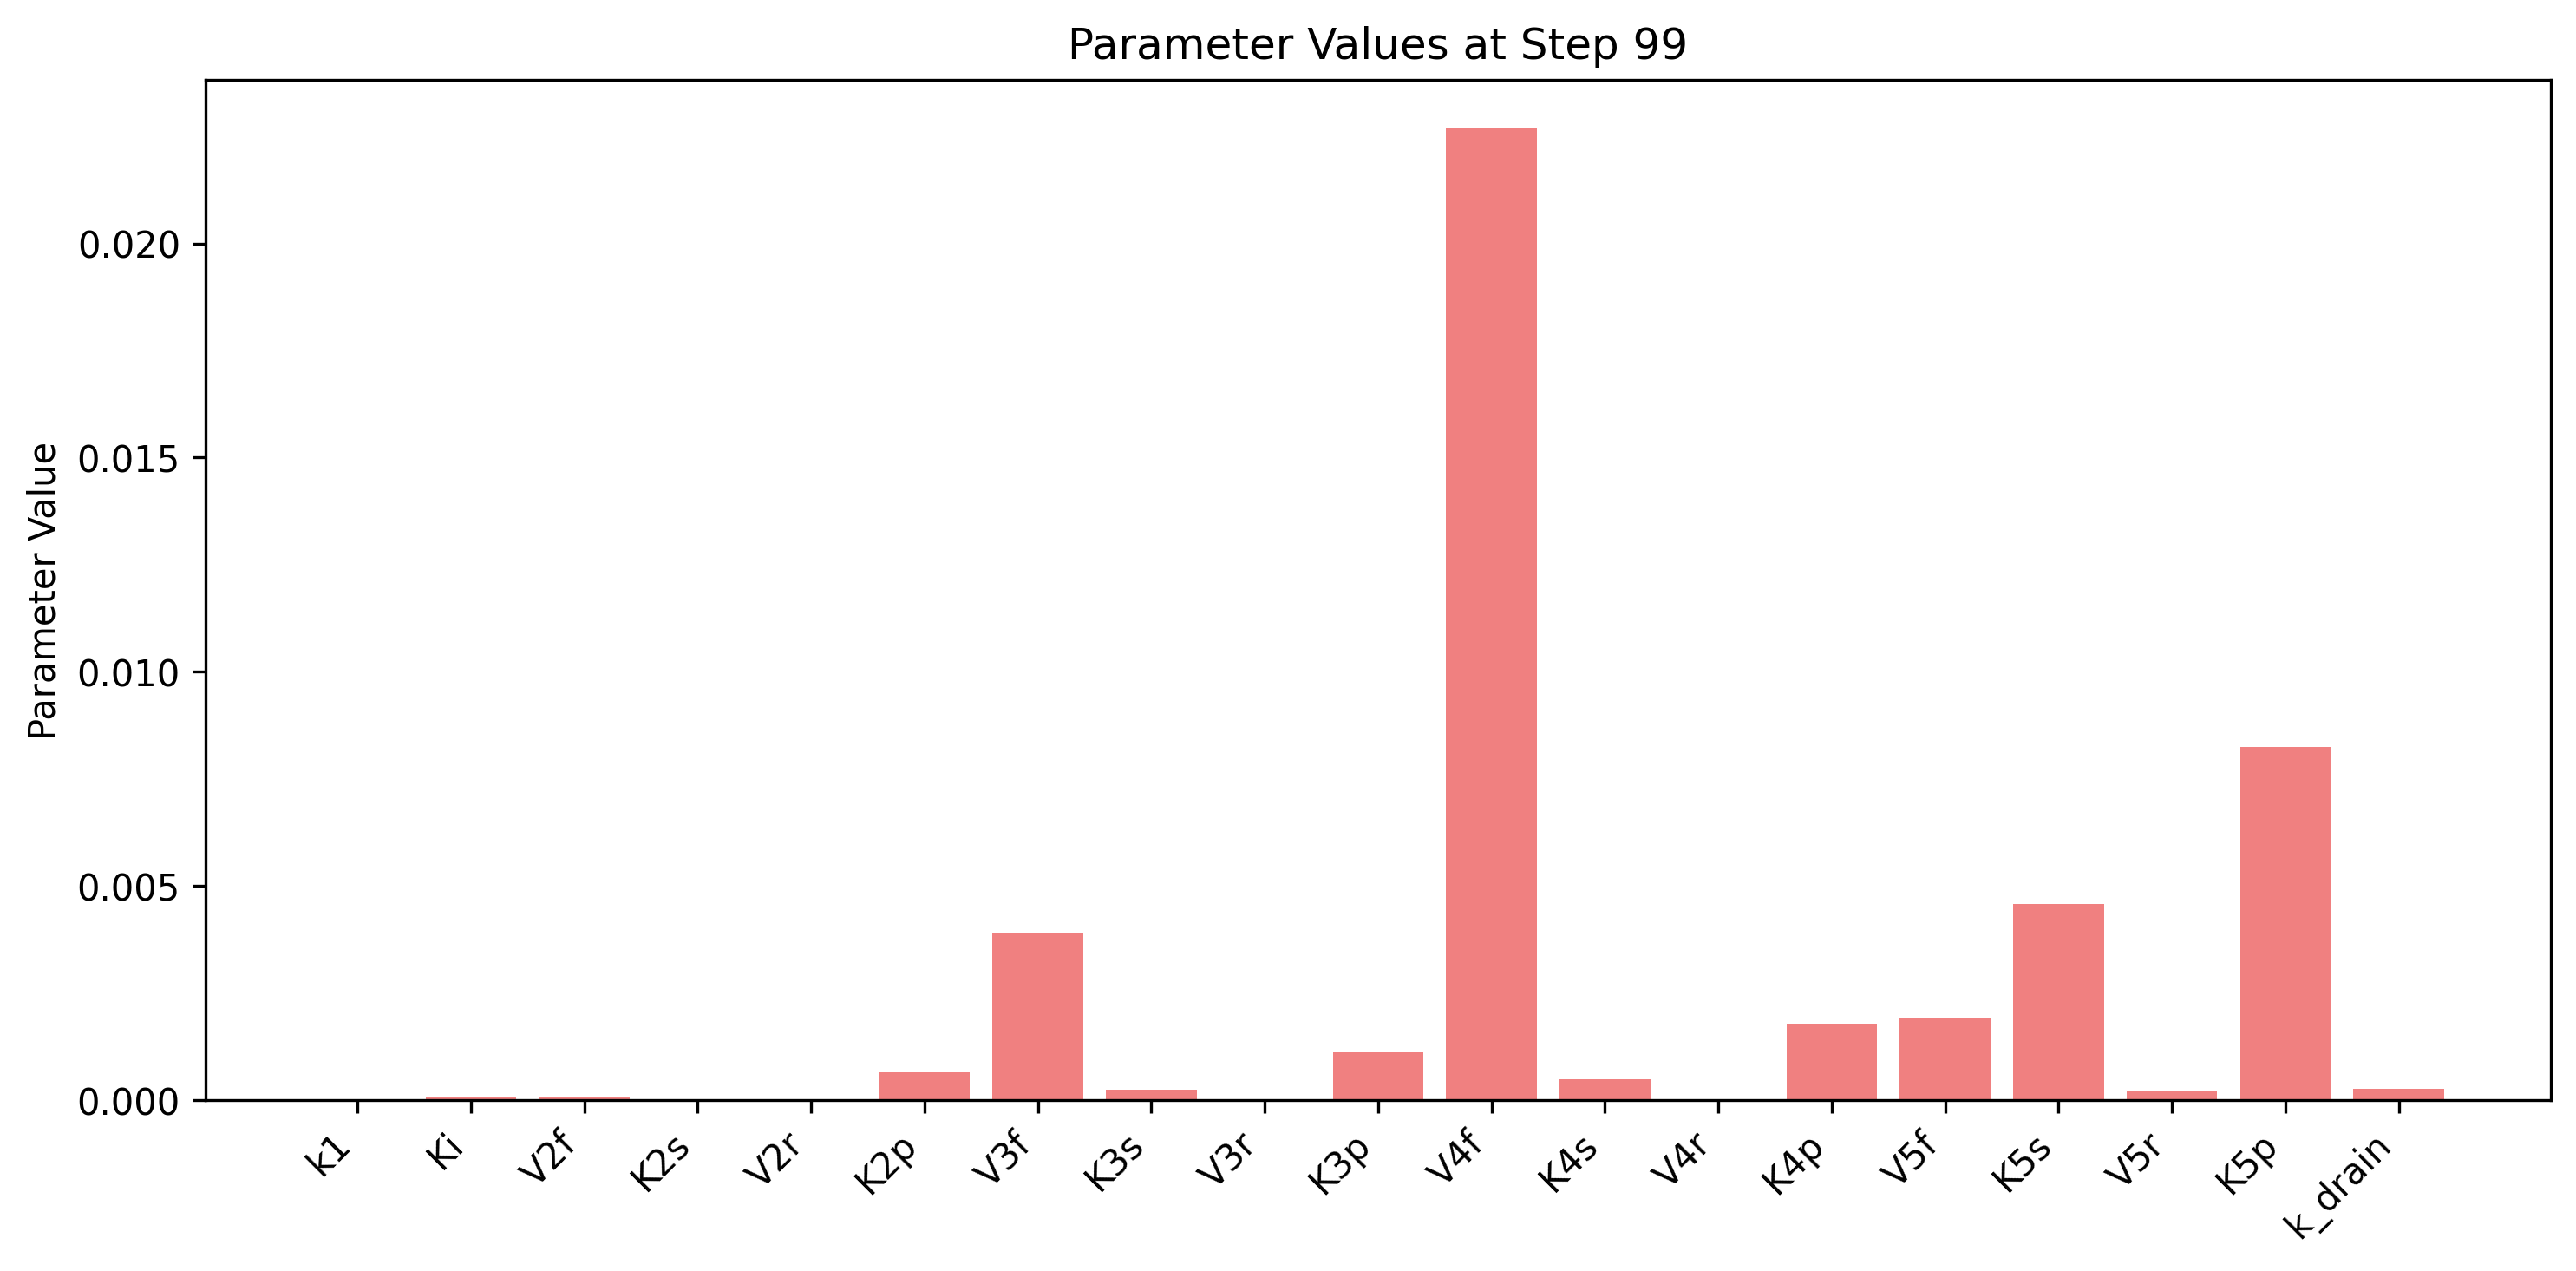 Parameter Values at Step 99
Parameter Value
0.020
0.015
0.010
0.005
0.000
k1
Ki
V2f
K2s
V2r
K2p
V3f
K3s
V3r
K3p
V4f
K4s
V4r
K4p
V5f
K5s
V5r
K5p
k_drain